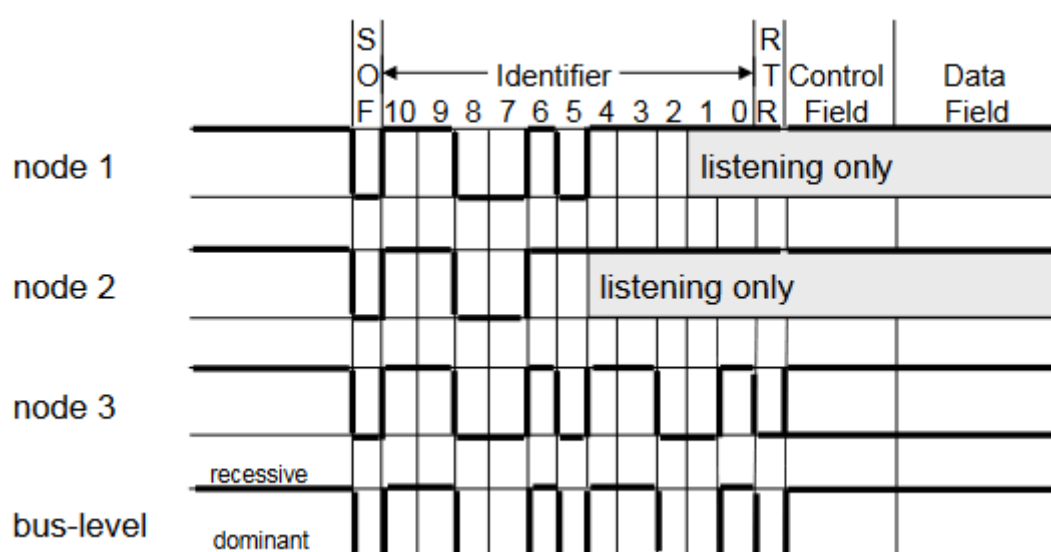 S R
O Identifier T Control Data
F 10 9 8 7 6 5 4 3 2 1 0 R Field Field
node 1 listening only
node 2 listening only
node 3
recessive
bus-level
dominant